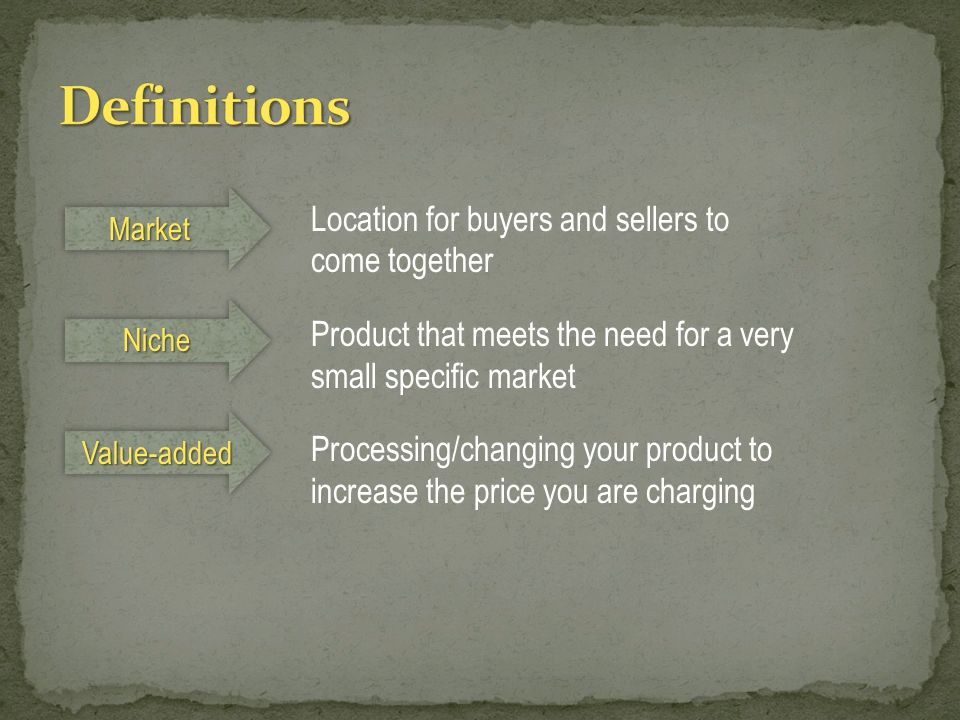 Definitions
Market
Location for buyers and sellers to
come together
Niche
Product that meets the need for a very
small specific market
Value-added
Processing/changing your product to
increase the price you are charging